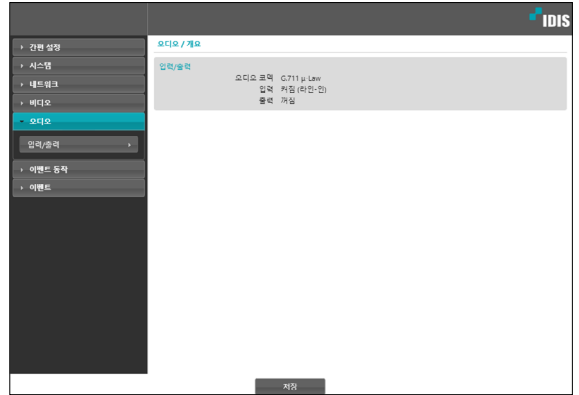 IDIS
간편 설정
시스템
네트워크
비디오
오디오
입력/출력
이벤트 동작
이벤트
오디오 / 개요
입력/출력
오디오 코덱 G.711 μ Law
입력 켜짐 (라인-인)
출력 꺼짐
저장